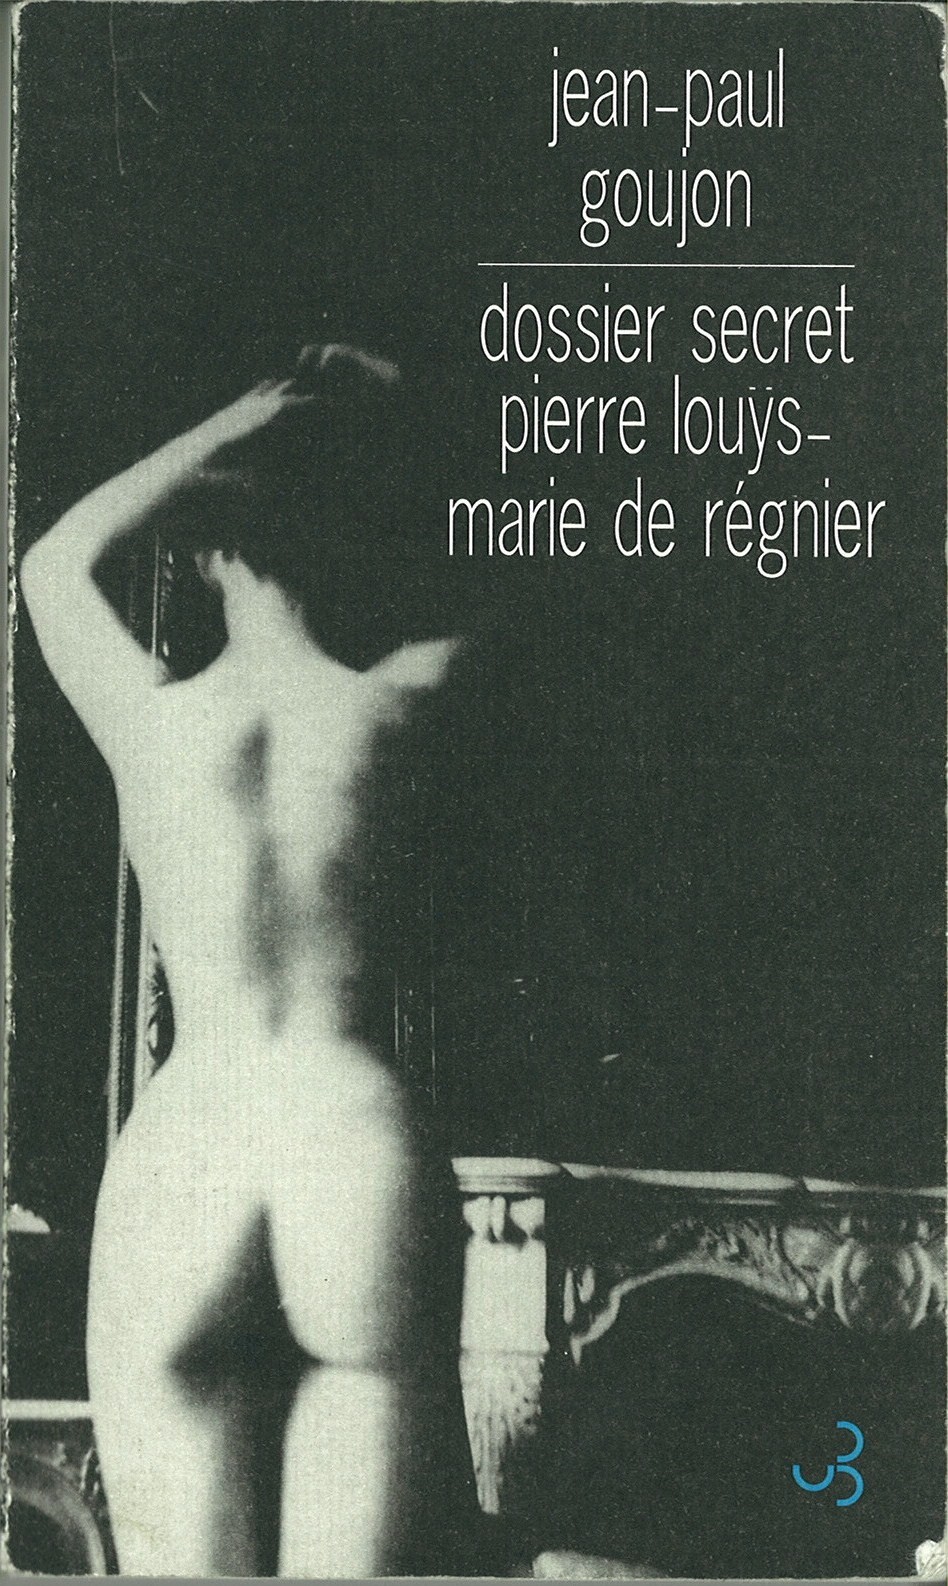 jean-paul
goujon
dossier secret
pierre louÿs-
marie de régnier